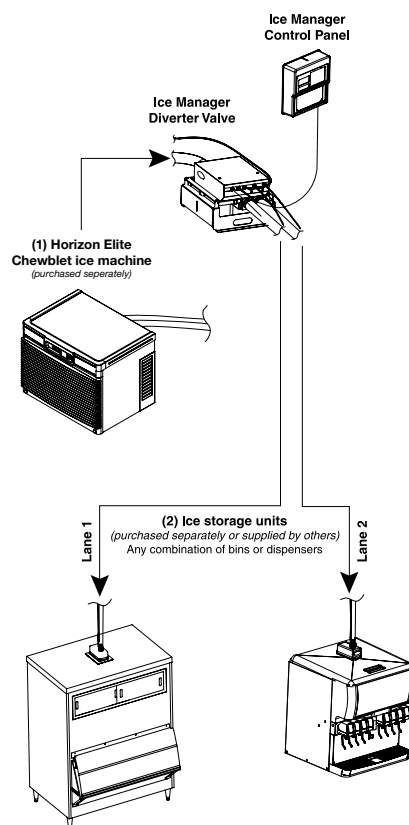 Ice Manager
Control Panel
Ice Manager
Diverter Valve
(1) Horizon Elite
Chewblet ice machine
(purchased seperately)
Lane 1
(2) Ice storage units
(purchased separately or supplied by others)
Any combination of bins or dispensers
Lane 2